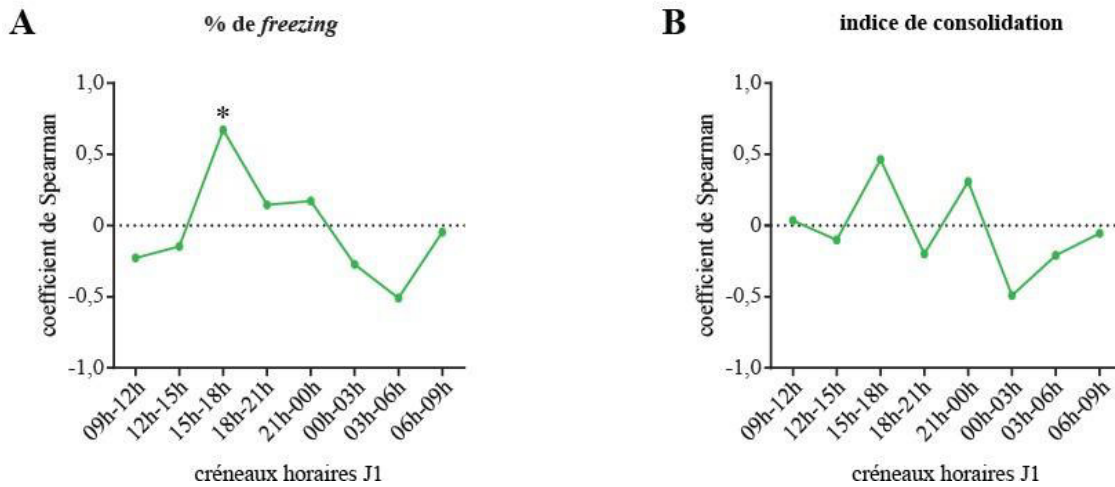 A
% de freezing
coefficient de Spearman
1,0
0,5
0
-0,5
-1,0
*
09h-12h
12h-15h
15h-18h
18h-21h
21h-00h
00h-03h
03h-06h
06h-09h
créneaux horaires J1
B
indice de consolidation
coefficient de Spearman
1,0
0,5
0
-0,5
-1,0
09h-12h
12h-15h
15h-18h
18h-21h
21h-00h
00h-03h
03h-06h
06h-09h
créneaux horaires J1